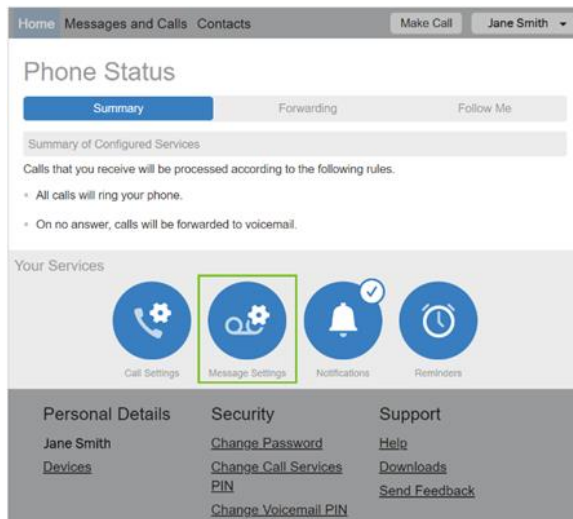 Home Messages and Calls Contacts Make Call Jane Smith
Phone Status
Summary Forwarding Follow Me
Summary of Configured Services
Calls that you receive will be processed according to the following rules.
All calls will ring your phone.
On no answer, calls will be forwarded to voicemail.
Your Services
Call Settings Message Settings Notifications Reminders
Personal Details Security Support
Jane Smith Change Password Help
Devices Change Call Services Downloads
PIN Send Feedback
Change Voicemail PIN